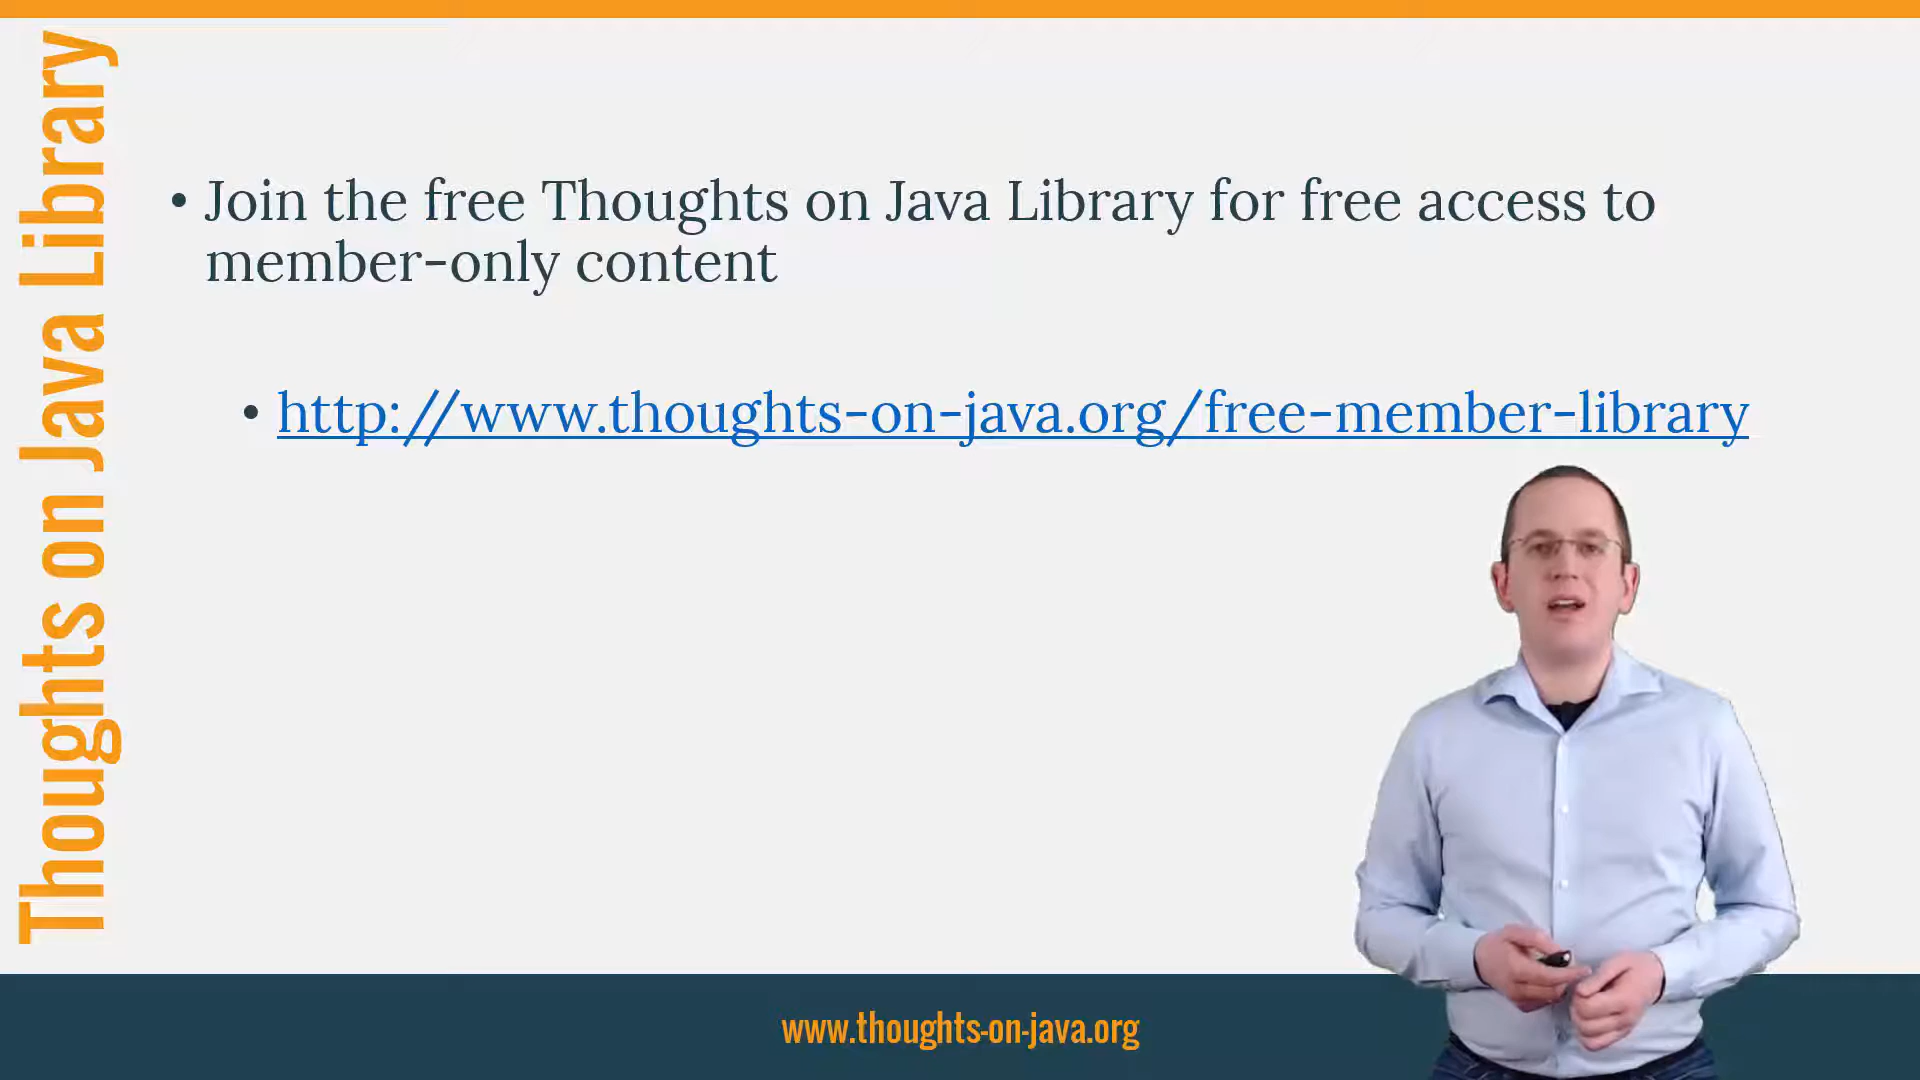 Thoughts on Java Library
• Join the free Thoughts on Java Library for free access to
member-only content
• http://www.thoughts-on-java.org/free-member-library
www.thoughts-on-java.org